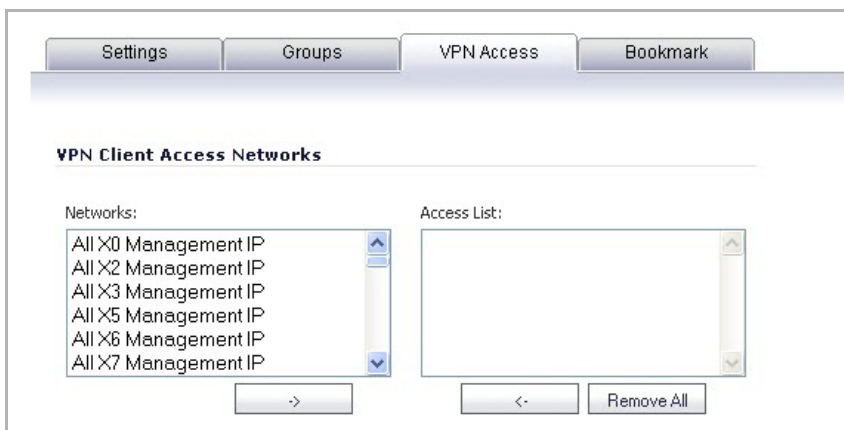 Settings Groups VPN Access Bookmark
VPN Client Access Networks
Networks: Access List:
All X0 Management IP
All X2 Management IP
All X3 Management IP
All X5 Management IP
All X6 Management IP
All X7 Management IP
-> <- Remove All